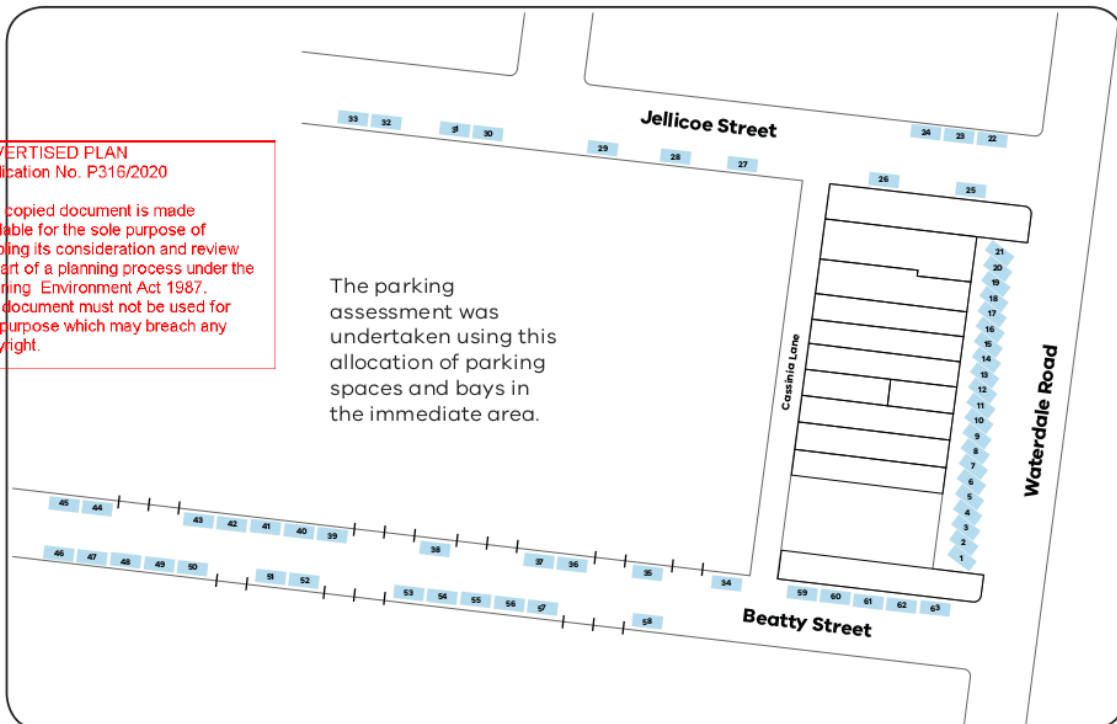 Jellicoe Street
33 32 31 30 29 28 27
24 23 22
26 25
VERTISED PLAN
lication No. P316/2020
copied document is made
lable for the sole purpose of
bling its consideration and review
art of a planning process under the
ning Environment Act 1987.
document must not be used for
purpose which may breach any
yright.
The parking
assessment was
undertaken using this
allocation of parking
spaces and bays in
the immediate area.
Cassinia Lane
21
20
19
18
17
16
15
14
13
12
11
10
9
8
7
6
5
4
3
2
1
Waterdale Road
45 44 43 42 41 40 39 38 37 36 35 34
46 47 48 49 50 51 52 53 54 55 56 57 58
59 60 61 62 63
Beatty Street